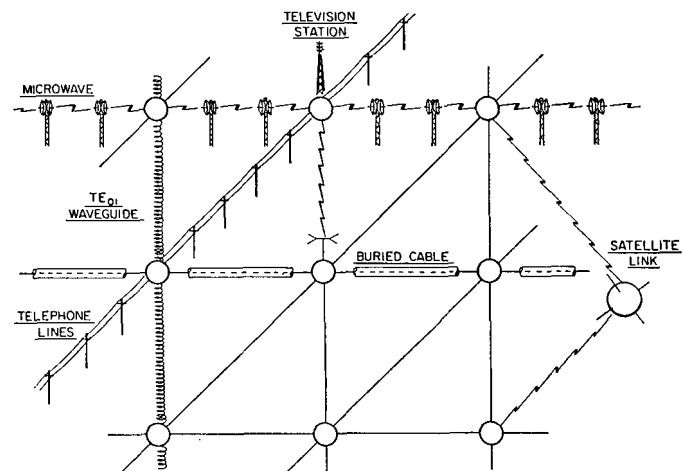 TELEVISION
STATION
MICROWAVE
TE₀₁
WAVEGUIDE
BURIED CABLE
SATELLITE
LINK
TELEPHONE
LINES